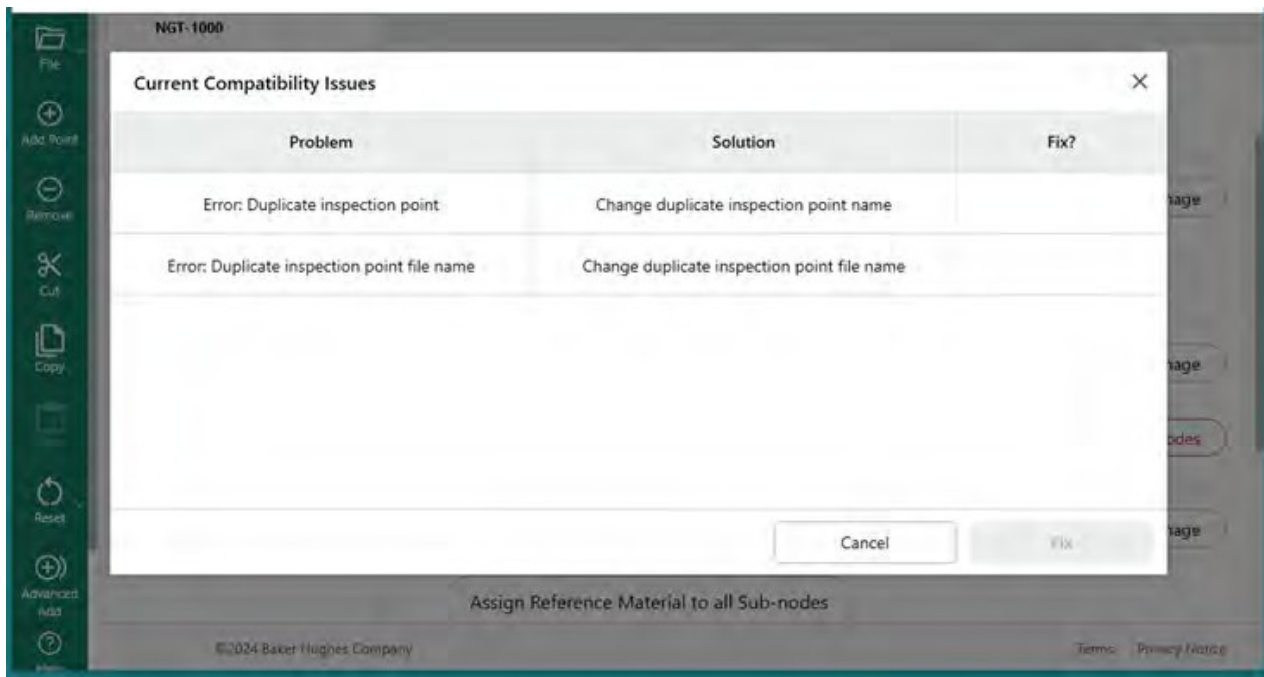 NGT-1000
File
Add Point
Remove
Cut
Copy
Reset
Advanced
Add
Current Compatibility Issues
Problem Solution Fix?
Error: Duplicate inspection point Change duplicate inspection point name
Error: Duplicate inspection point file name Change duplicate inspection point file name
Cancel Fix
Assign Reference Material to all Sub-nodes
©2024 Baker Hughes Company Terms Privacy Notice